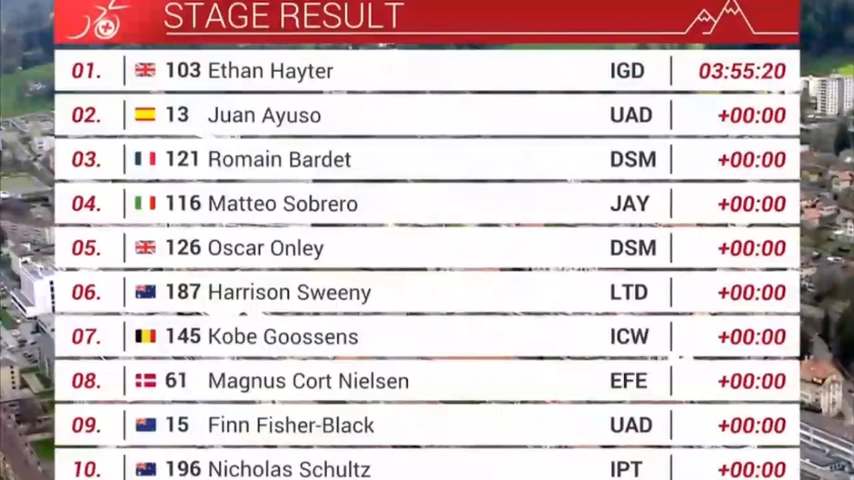 STAGE RESULT
01. 103 Ethan Hayter IGD 03:55:20
02. 13 Juan Ayuso UAD +00:00
03. 121 Romain Bardet DSM +00:00
04. 116 Matteo Sobrero JAY +00:00
05. 126 Oscar Onley DSM +00:00
06. 187 Harrison Sweeny LTD +00:00
07. 145 Kobe Goossens ICW +00:00
08. 61 Magnus Cort Nielsen EFE +00:00
09. 15 Finn Fisher-Black UAD +00:00
10. 196 Nicholas Schultz IPT +00:00